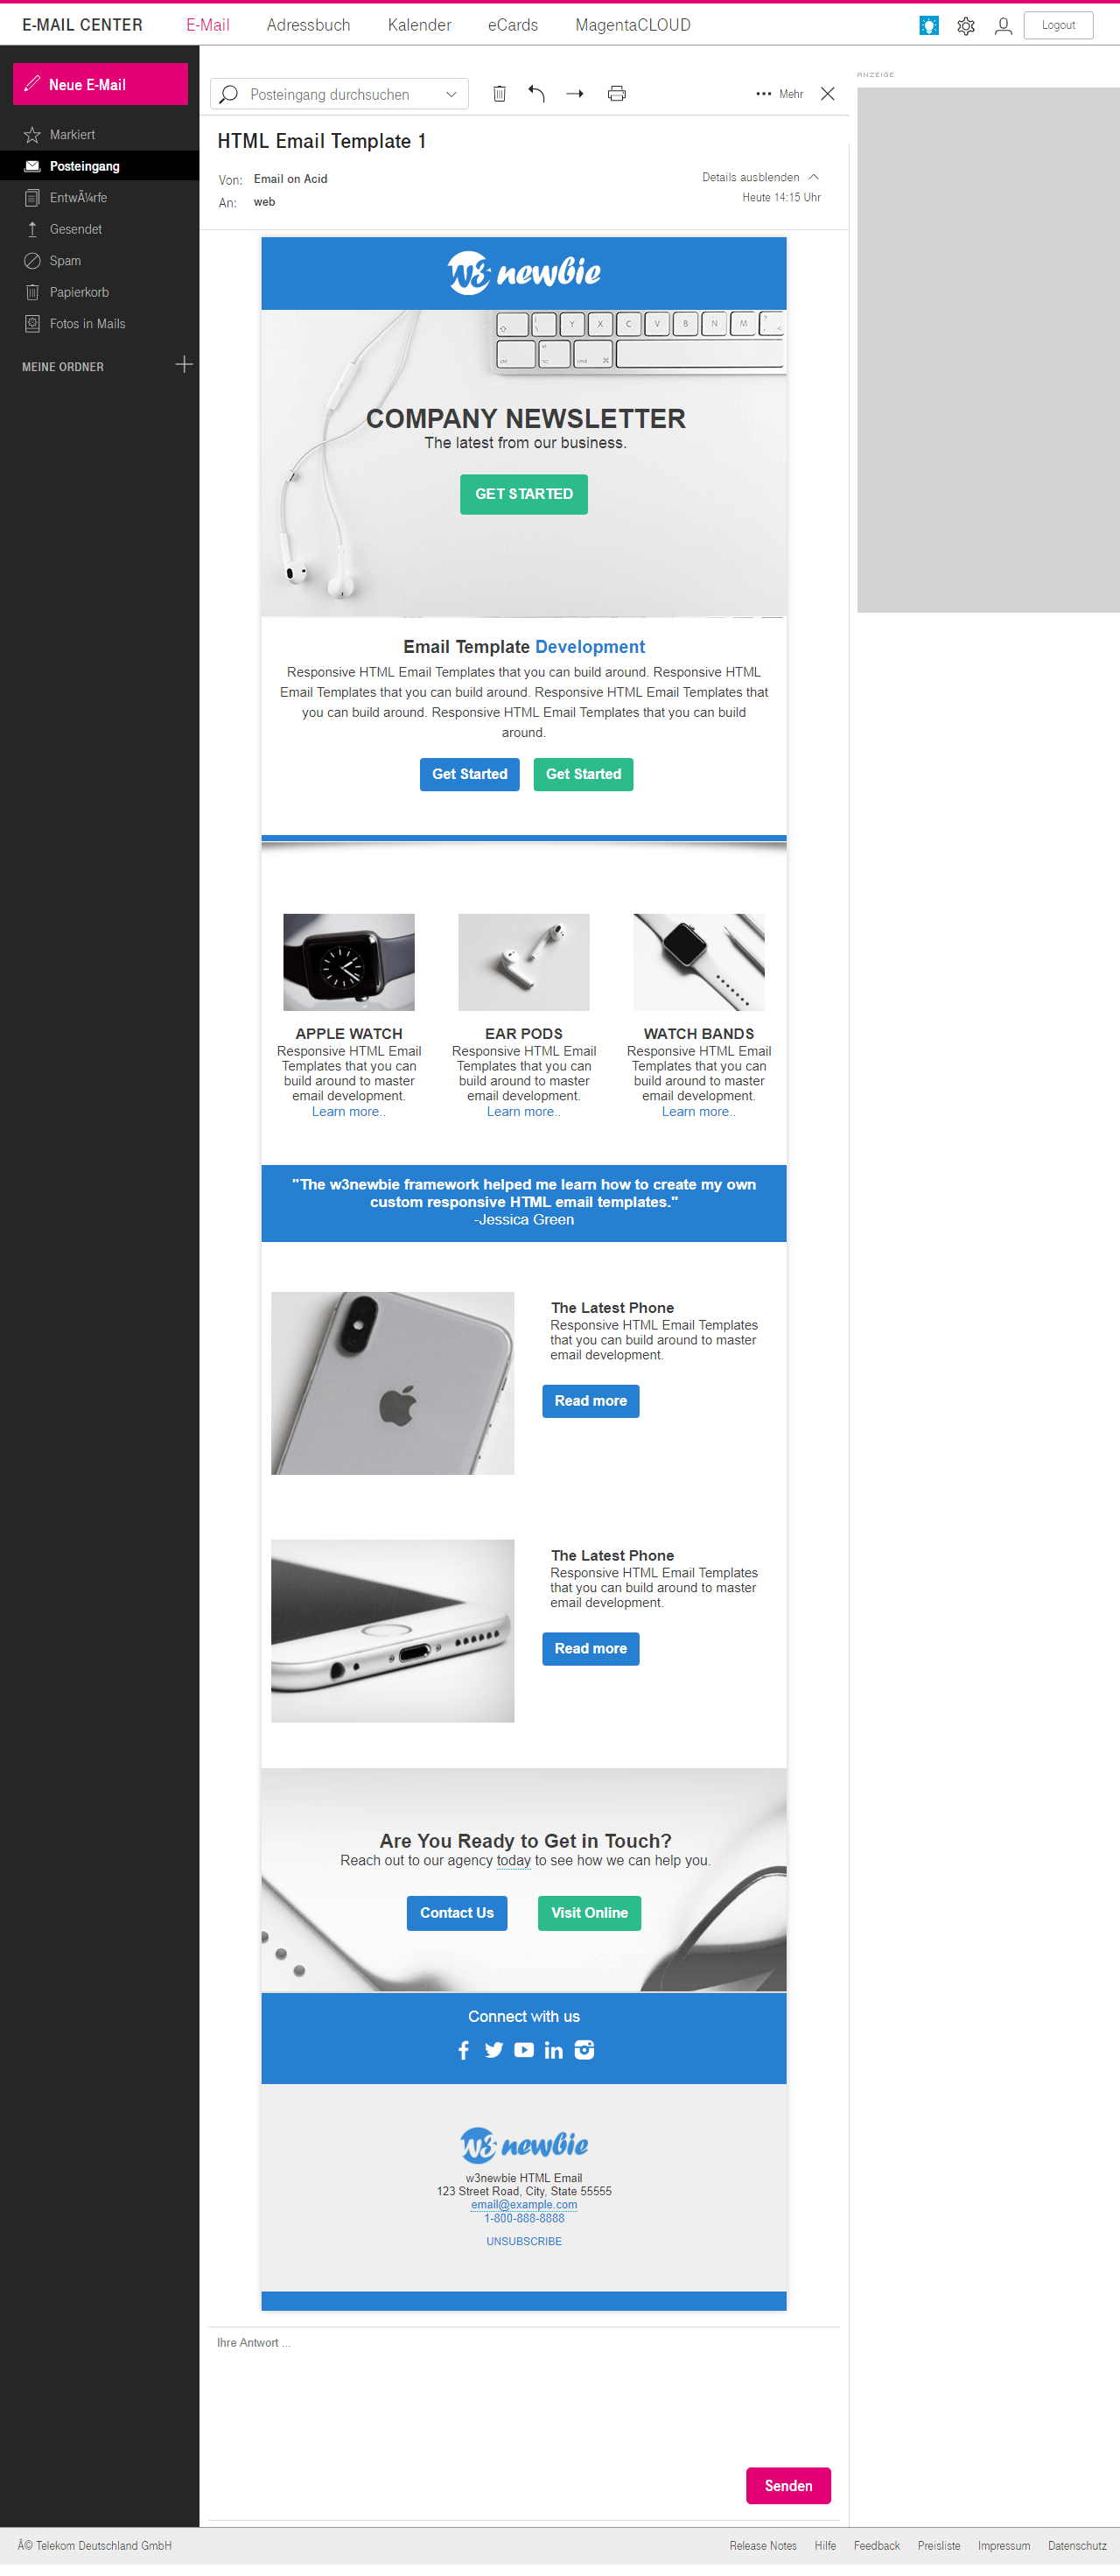 E-MAIL CENTER
E-Mail
Adressbuch
Kalender
eCards
MagentaCLOUD
Logout
Neue E-Mail
Markiert
Posteingang
EntwÃ¼rfe
Gesendet
Spam
Papierkorb
Fotos in Mails
MEINE ORDNER
Posteingang durchsuchen
Mehr
ANZEIGE
HTML Email Template 1
Von: Email on Acid
Details ausblenden
An: web
Heute 14:15 Uhr
w3 newbie
Y X C V B N M
COMPANY NEWSLETTER
The latest from our business.
GET STARTED
Email Template Development
Responsive HTML Email Templates that you can build around. Responsive HTML
Email Templates that you can build around. Responsive HTML Email Templates that
you can build around. Responsive HTML Email Templates that you can build
around.
Get Started
Get Started
APPLE WATCH
Responsive HTML Email
Templates that you can
build around to master
email development.
Learn more..
EAR PODS
Responsive HTML Email
Templates that you can
build around to master
email development.
Learn more..
WATCH BANDS
Responsive HTML Email
Templates that you can
build around to master
email development.
Learn more..
"The w3newbie framework helped me learn how to create my own
custom responsive HTML email templates."
-Jessica Green
The Latest Phone
Responsive HTML Email Templates
that you can build around to master
email development.
Read more
The Latest Phone
Responsive HTML Email Templates
that you can build around to master
email development.
Read more
Are You Ready to Get in Touch?
Reach out to our agency today to see how we can help you.
Contact Us
Visit Online
Connect with us
w3 newbie
w3newbie HTML Email
123 Street Road, City, State 55555
email@example.com
1-800-888-8888
UNSUBSCRIBE
Ihre Antwort ...
Senden
Â© Telekom Deutschland GmbH
Release Notes
Hilfe
Feedback
Preisliste
Impressum
Datenschutz